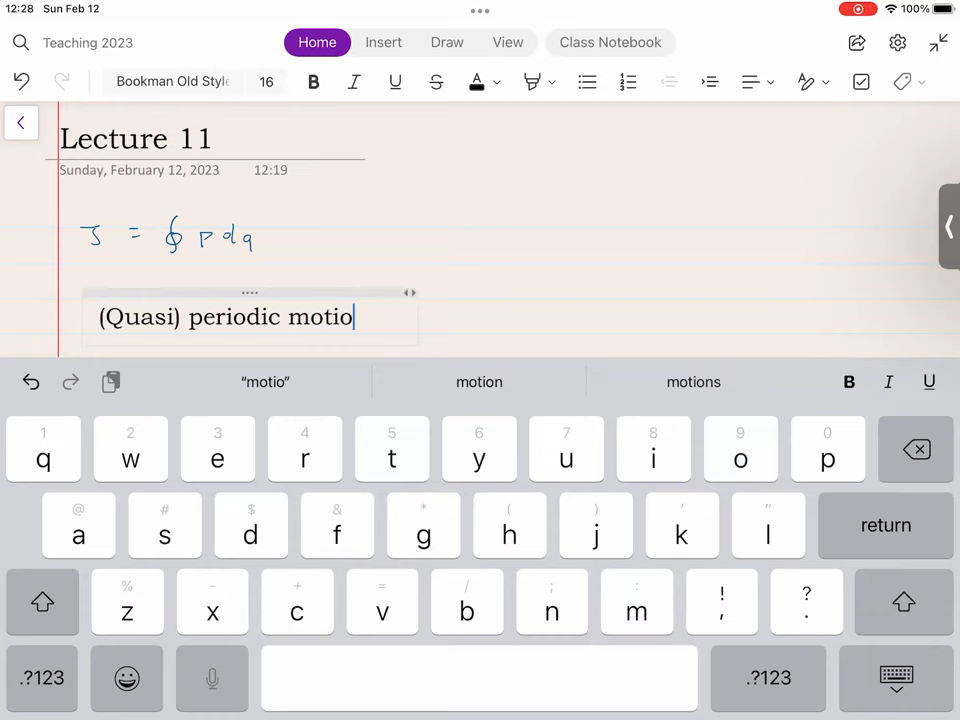 12:28 Sun Feb 12 100%
Teaching 2023 Home Insert Draw View Class Notebook
Bookman Old Style 16 B I U S A
Lecture 11
Sunday, February 12, 2023 12:19
J = ∮ p dq
(Quasi) periodic motio
“motio” motion motions B I U
1 2 3 4 5 6 7 8 9 0
q w e r t y u i o p
@ # $ & * ( ) ' "
a s d f g h j k l return
% - + = / ; : ! ?
z x c v b n m , .
.?123 .?123